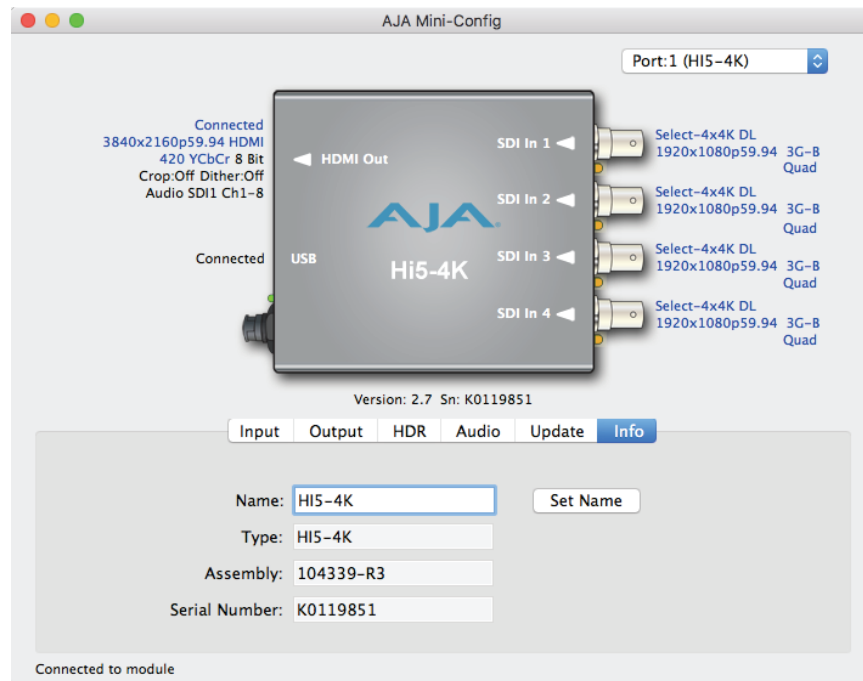 AJA Mini-Config
Port:1 (HI5-4K)
Connected
3840x2160p59.94 HDMI
420 YCbCr 8 Bit
Crop:Off Dither:Off
Audio SDI1 Ch1-8
Connected
HDMI Out
USB
AJA
Hi5-4K
SDI In 1
SDI In 2
SDI In 3
SDI In 4
Select-4x4K DL
1920x1080p59.94 3G-B
Quad
Select-4x4K DL
1920x1080p59.94 3G-B
Quad
Select-4x4K DL
1920x1080p59.94 3G-B
Quad
Select-4x4K DL
1920x1080p59.94 3G-B
Quad
Version: 2.7 Sn: K0119851
Input Output HDR Audio Update Info
Name: HI5-4K Set Name
Type: HI5-4K
Assembly: 104339-R3
Serial Number: K0119851
Connected to module